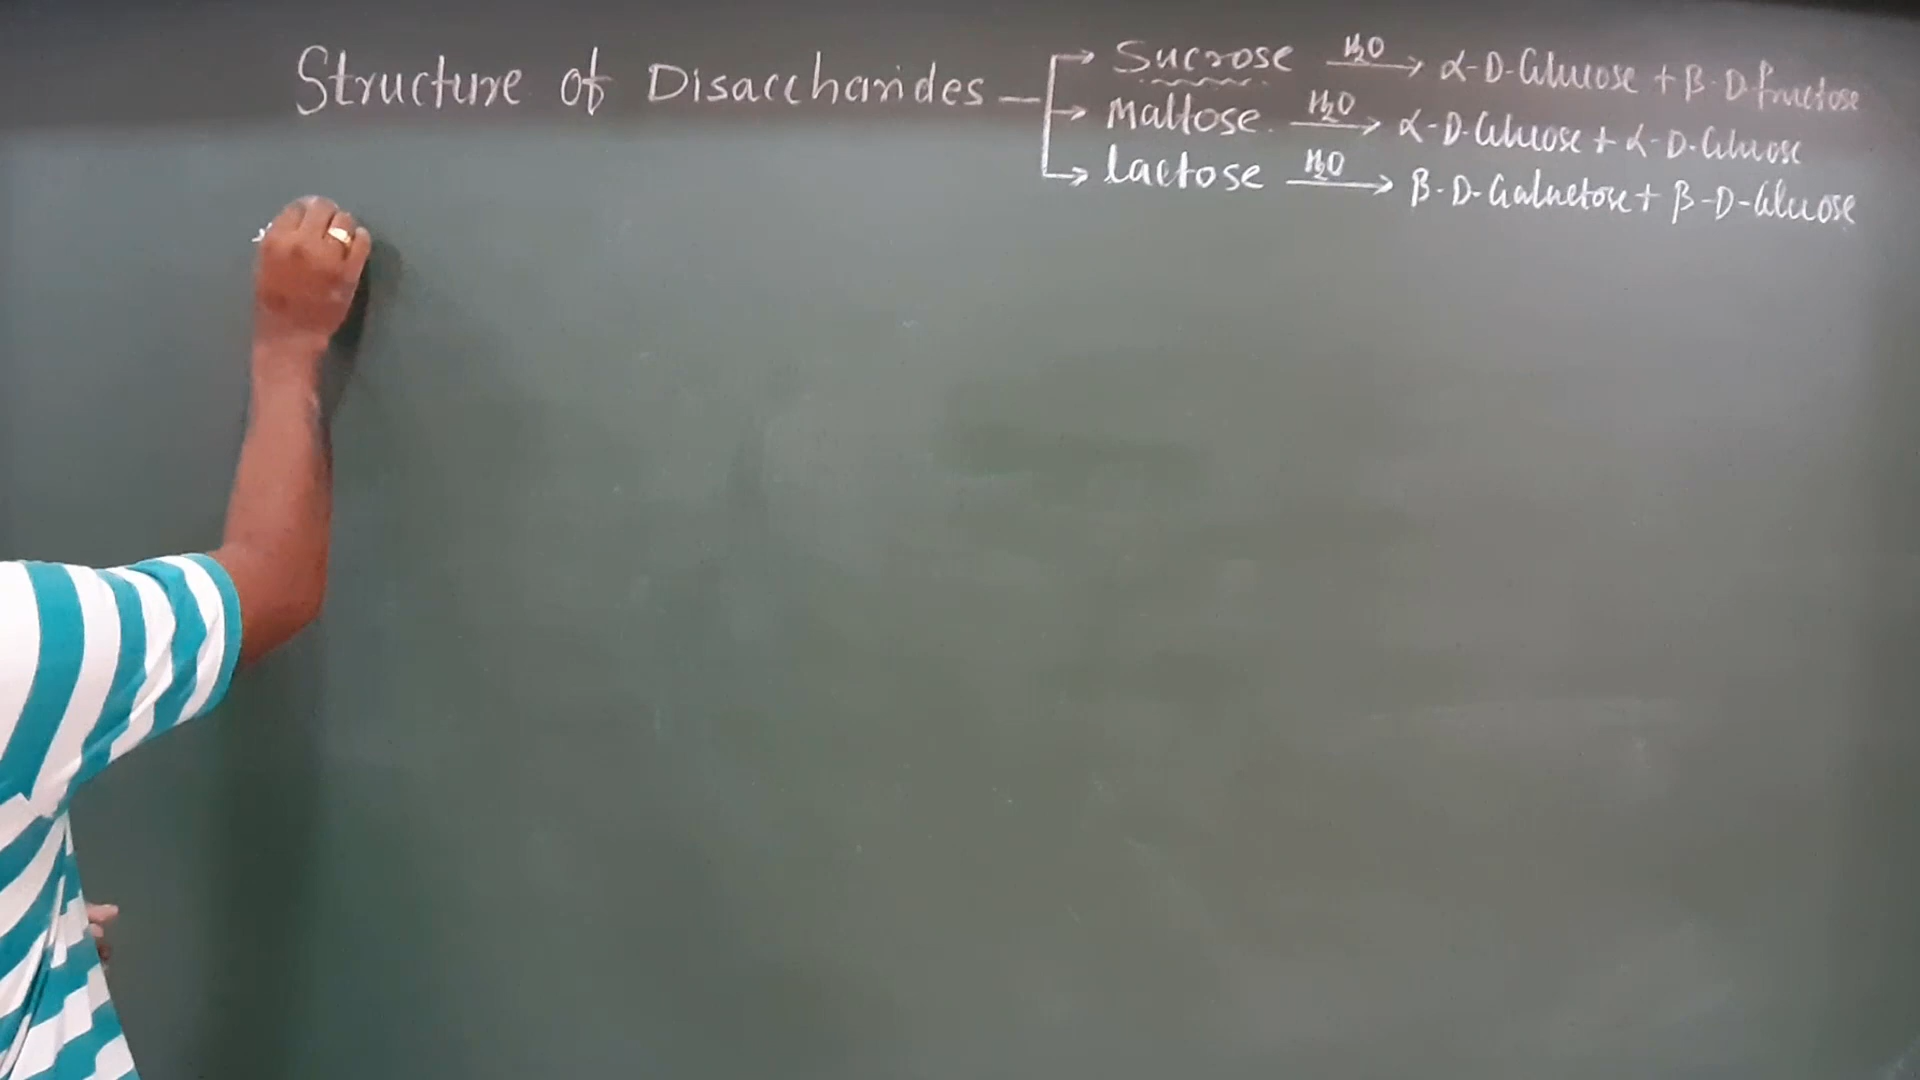 Structure of Disaccharides
Sucrose H2O → α-D-Glucose + β-D-fructose
Maltose. H2O → α-D-Glucose + α-D-Glucose
Lactose H2O → β-D-Galactose + β-D-Glucose